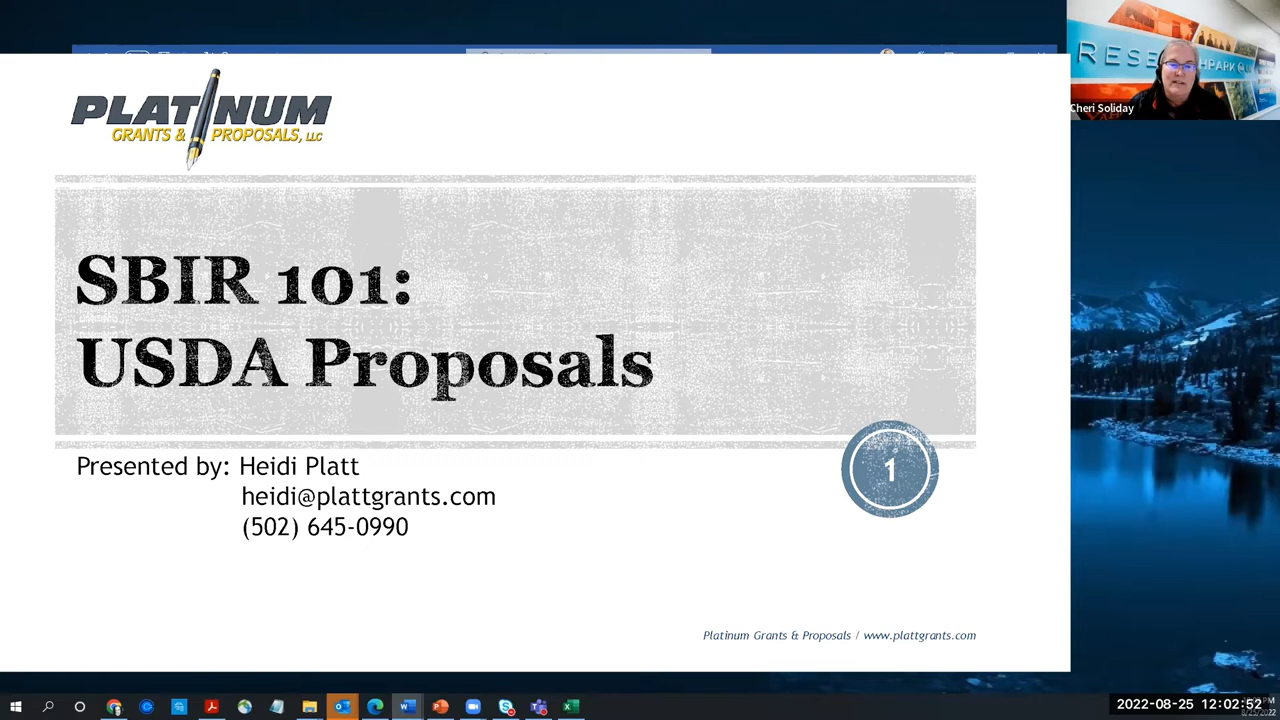 PLATINUM
GRANTS & PROPOSALS, LLC
SBIR 101:
USDA Proposals
Presented by: Heidi Platt
heidi@plattgrants.com
(502) 645-0990
1
Platinum Grants & Proposals / www.plattgrants.com
Cheri Soliday
2022-08-25 12:02:52